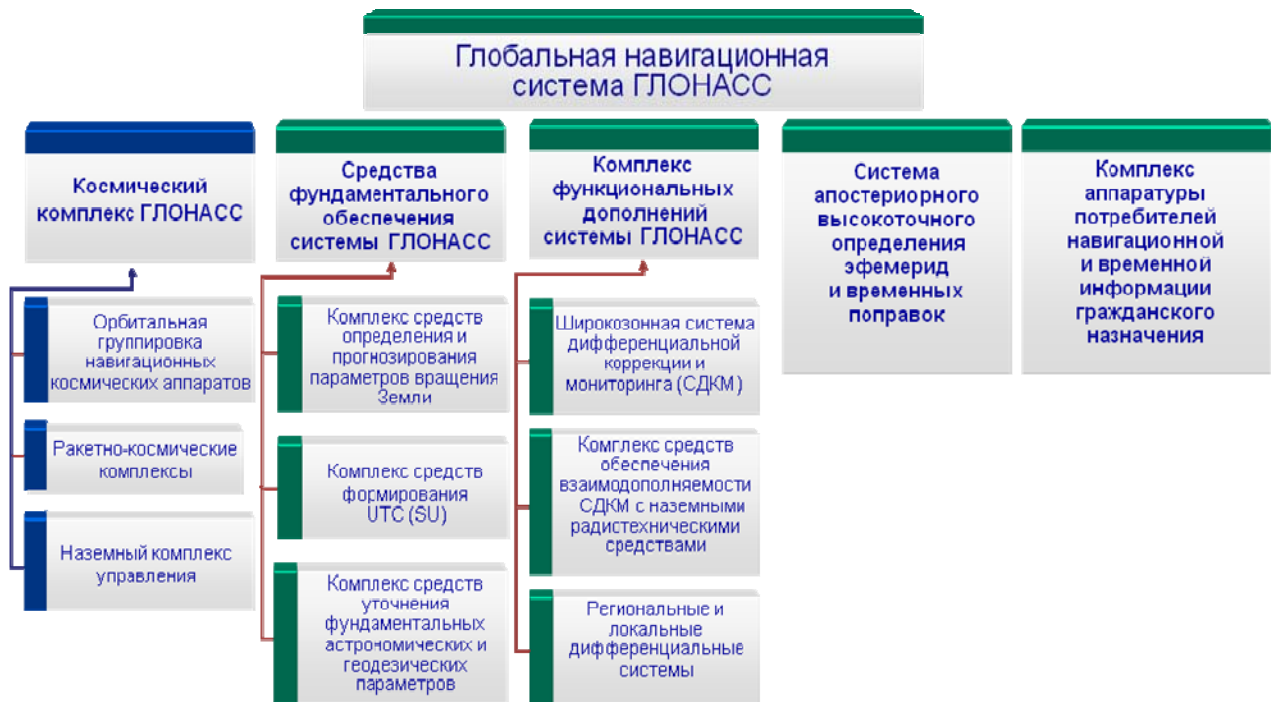 Глобальная навигационная
система ГЛОНАСС
Космический
комплекс ГЛОНАСС
Орбитальная
группировка
навигационных
космических аппаратов
Ракетно-космические
комплексы
Наземный комплекс
управления
Средства
фундаментального
обеспечения
системы ГЛОНАСС
Комплекс средств
определения и
прогнозирования
параметров вращения
Земли
Комплекс средств
формирования
UTC (SU)
Комплекс средств
уточнения
фундаментальных
астрономических и
геодезических
параметров
Комплекс
функциональных
дополнений
системы ГЛОНАСС
Широкозонная система
дифференциальной
коррекции и
мониторинга (СДКМ)
Комплекс средств
обеспечения
взаимодополняемости
СДКМ с наземными
радиотехническими
средствами
Региональные и
локальные
дифференциальные
системы
Система
апостериорного
высокоточного
определения
эфемерид
и временных
поправок
Комплекс
аппаратуры
потребителей
навигационной
и временной
информации
гражданского
назначения